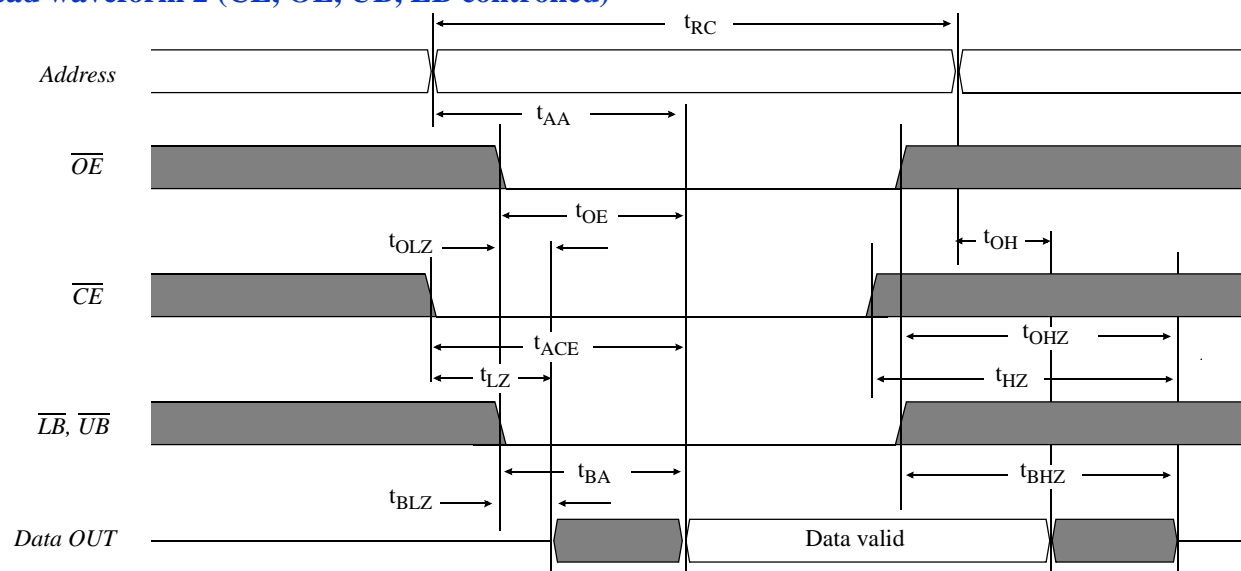 waveform 2 (CE, OE, UB, LB controlled)
tRC
Address
tAA
OE
tOE
tOLZ
tOH
CE
tACE
tOHZ
tLZ
tHZ
LB, UB
tBA
tBHZ
tBLZ
Data OUT
Data valid